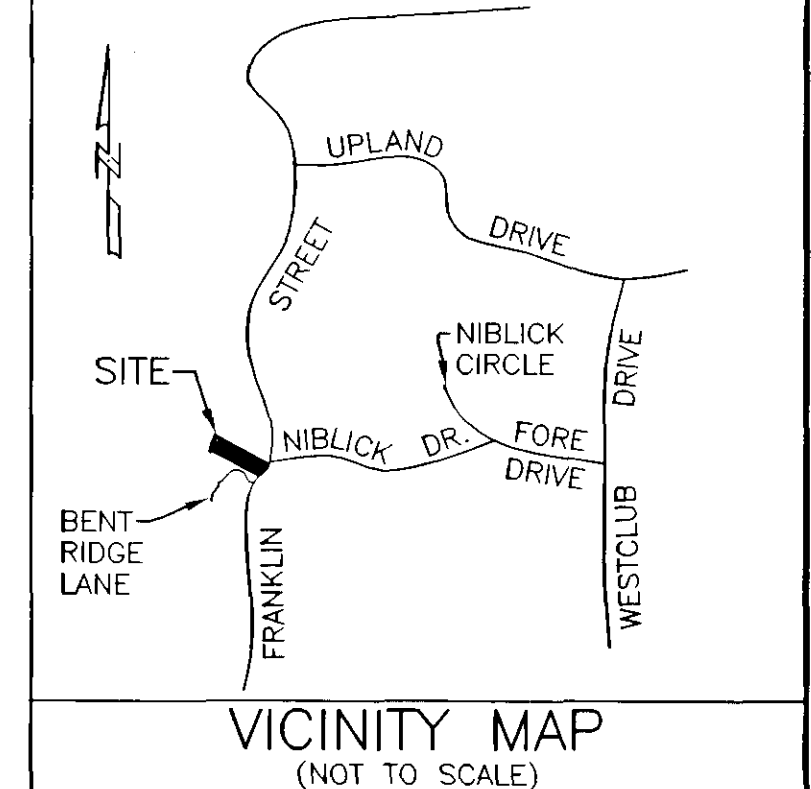 UPLAND
DRIVE
STREET
N
NIBLICK
CIRCLE
DRIVE
SITE
NIBLICK DR.
FORE
DRIVE
BENT
RIDGE
LANE
FRANKLIN
WESTCLUB
VICINITY MAP
(NOT TO SCALE)